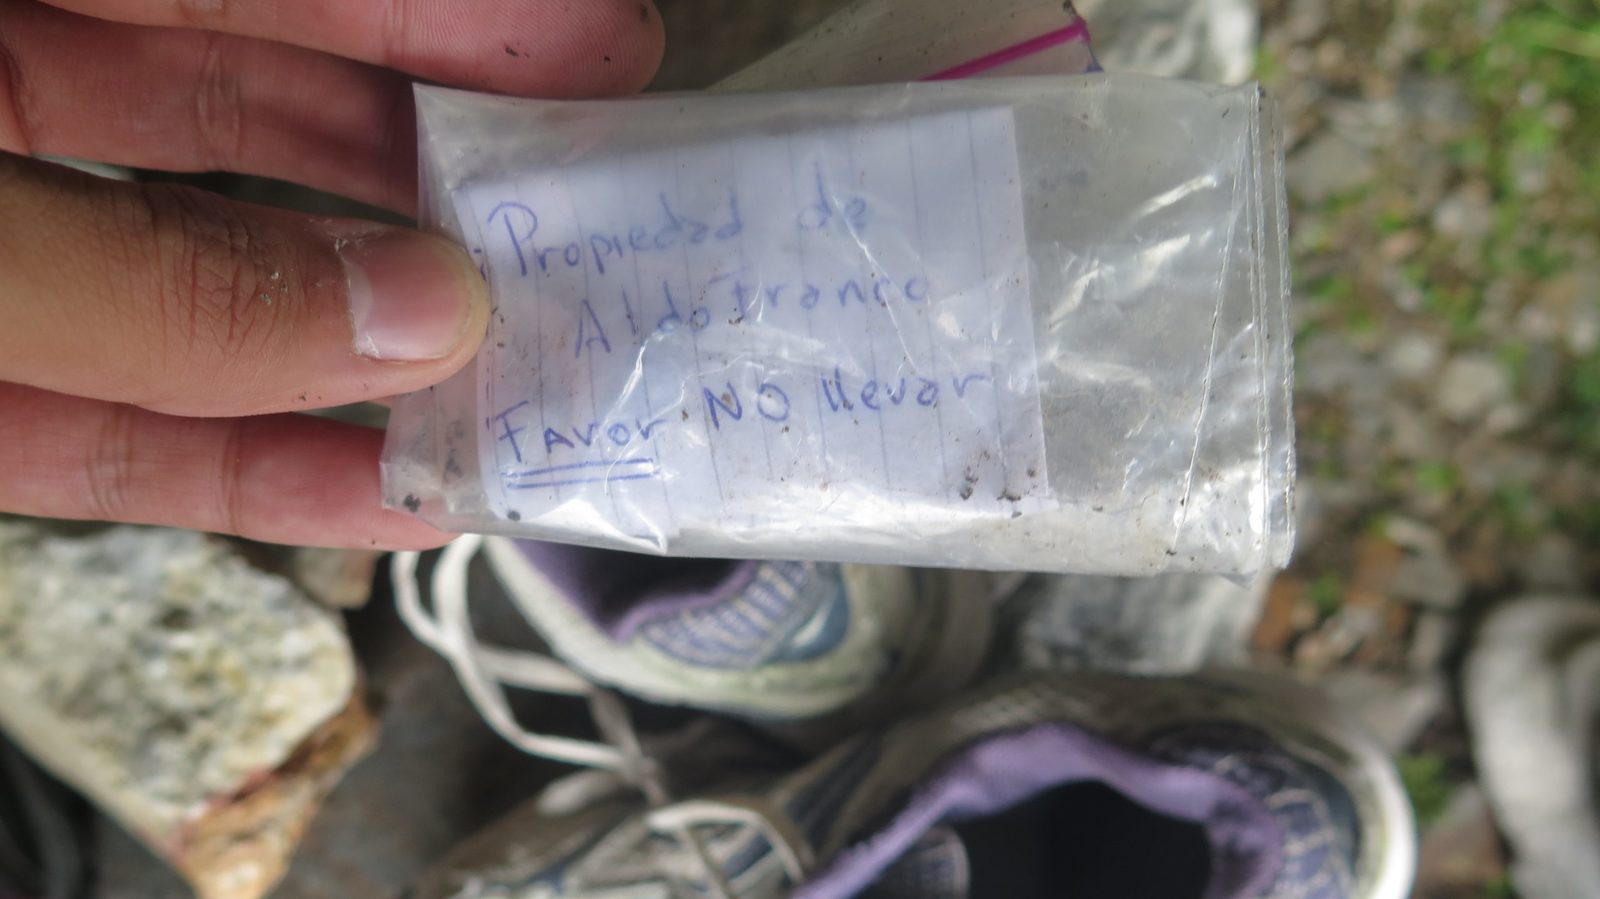 Propiedad de
Aldo Franco
Favor NO llevar